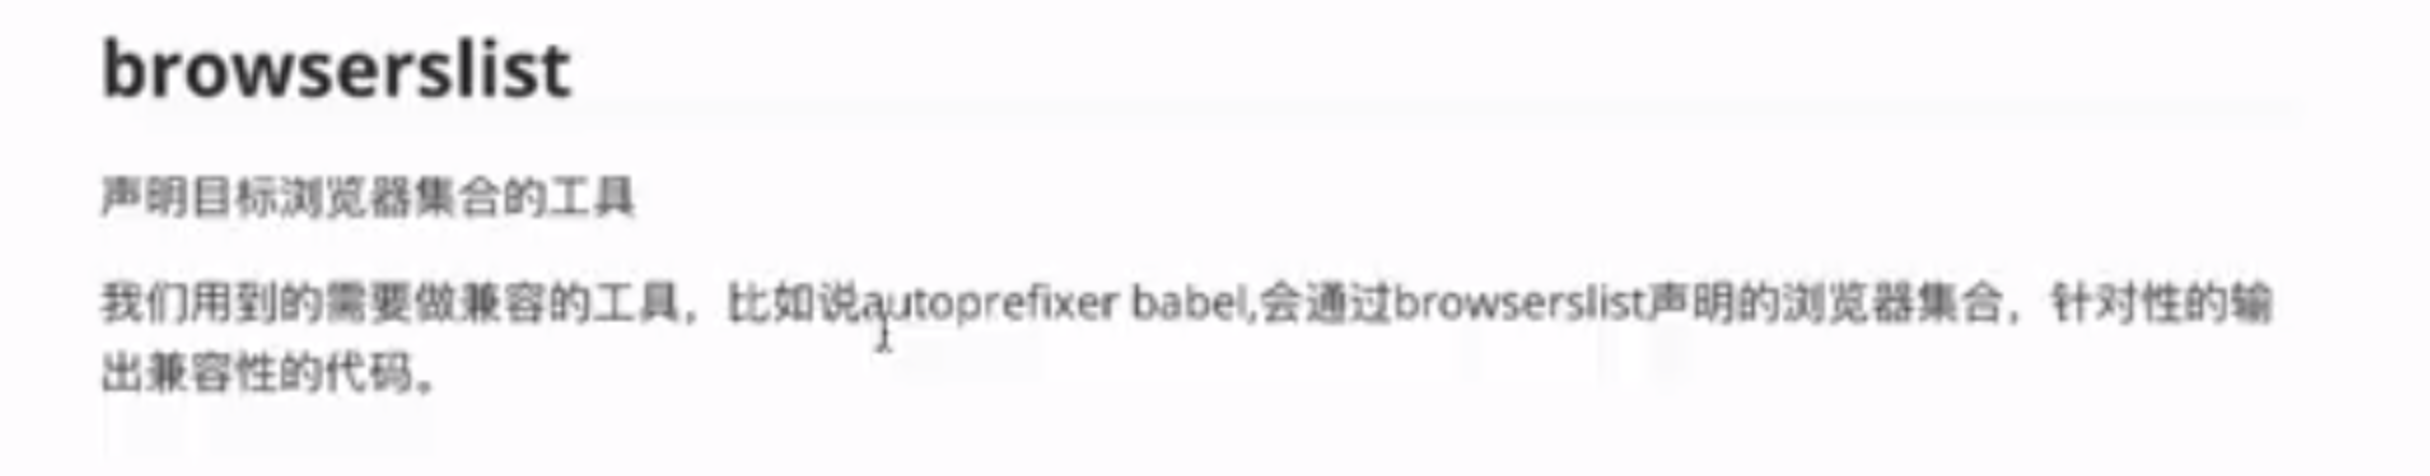 browserslist
声明目标浏览器集合的工具
我们用到的需要做兼容的工具，比如说autoprefixer babel,会通过browserslist声明的浏览器集合，针对性的输
出兼容性的代码。